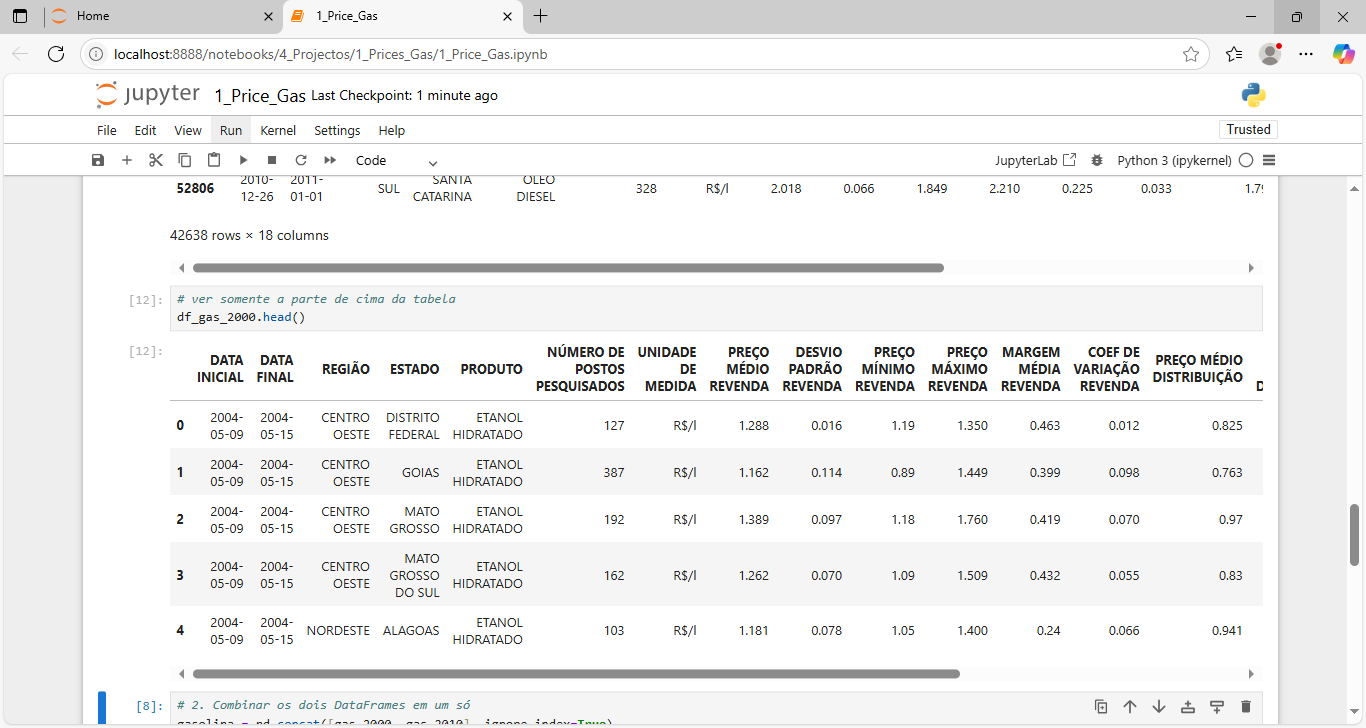 Home
1_Price_Gas
localhost:8888/notebooks/4_Projectos/1_Prices_Gas/1_Price_Gas.ipynb
jupyter 1_Price_Gas Last Checkpoint: 1 minute ago
File Edit View Run Kernel Settings Help Trusted
Code JupyterLab Python 3 (ipykernel)
2010- 2011- SANTA OLEO
52806 SUL 328 R$/l 2.018 0.066 1.849 2.210 0.225 0.033
12-26 01-01 CATARINA DIESEL
42638 rows × 18 columns
[12]: # ver somente a parte de cima da tabela
df_gas_2000.head()
[12]:
NÚMERO DE UNIDADE PREÇO DESVIO PREÇO PREÇO MARGEM COEF DE
DATA DATA REGIÃO ESTADO PRODUTO POSTOS DE MÉDIO PADRÃO MÍNIMO MÁXIMO MÉDIA VARIAÇÃO PREÇO MÉDIO
INICIAL FINAL PESQUISADOS MEDIDA REVENDA REVENDA REVENDA REVENDA REVENDA REVENDA DISTRIBUIÇÃO D
2004- 2004- CENTRO DISTRITO ETANOL
0 127 R$/l 1.288 0.016 1.19 1.350 0.463 0.012 0.825
05-09 05-15 OESTE FEDERAL HIDRATADO
2004- 2004- CENTRO ETANOL
1 GOIAS 387 R$/l 1.162 0.114 0.89 1.449 0.399 0.098 0.763
05-09 05-15 OESTE HIDRATADO
2004- 2004- CENTRO MATO ETANOL
2 192 R$/l 1.389 0.097 1.18 1.760 0.419 0.070 0.97
05-09 05-15 OESTE GROSSO HIDRATADO
MATO
2004- 2004- CENTRO ETANOL
3 GROSSO 162 R$/l 1.262 0.070 1.09 1.509 0.432 0.055 0.83
05-09 05-15 OESTE HIDRATADO
DO SUL
2004- 2004- ETANOL
4 NORDESTE ALAGOAS 103 R$/l 1.181 0.078 1.05 1.400 0.24 0.066 0.941
05-09 05-15 HIDRATADO
[8]: # 2. Combinar os dois DataFrames em um só
gasolina = pd.concat([gas_2000, gas_2010], ignore_index=True)